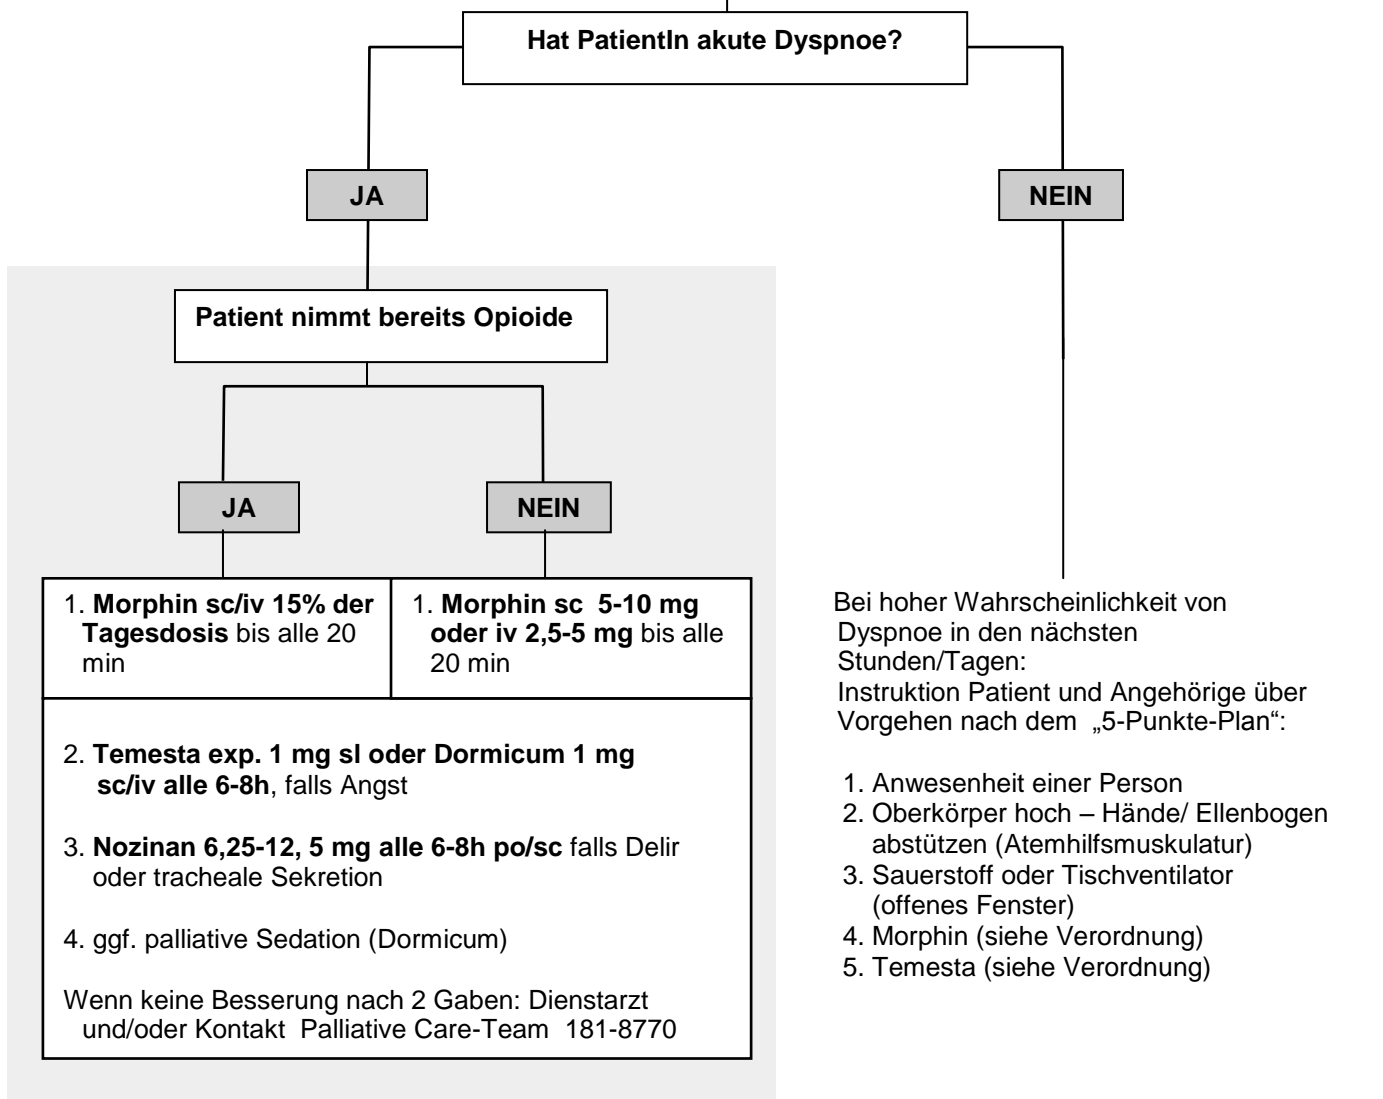 Hat PatientIn akute Dyspnoe?
JA
NEIN
Patient nimmt bereits Opioide
JA
NEIN
1. Morphin sc/iv 15% der
Tagesdosis bis alle 20
min
1. Morphin sc 5-10 mg
oder iv 2,5-5 mg bis alle
20 min
2. Temesta exp. 1 mg sl oder Dormicum 1 mg
sc/iv alle 6-8h, falls Angst
3. Nozinan 6,25-12, 5 mg alle 6-8h po/sc falls Delir
oder tracheale Sekretion
4. ggf. palliative Sedation (Dormicum)
Wenn keine Besserung nach 2 Gaben: Dienstarzt
und/oder Kontakt Palliative Care-Team 181-8770
Bei hoher Wahrscheinlichkeit von
Dyspnoe in den nächsten
Stunden/Tagen:
Instruktion Patient und Angehörige über
Vorgehen nach dem „5-Punkte-Plan“:
1. Anwesenheit einer Person
2. Oberkörper hoch – Hände/ Ellenbogen
abstützen (Atemhilfsmuskulatur)
3. Sauerstoff oder Tischventilator
(offenes Fenster)
4. Morphin (siehe Verordnung)
5. Temesta (siehe Verordnung)